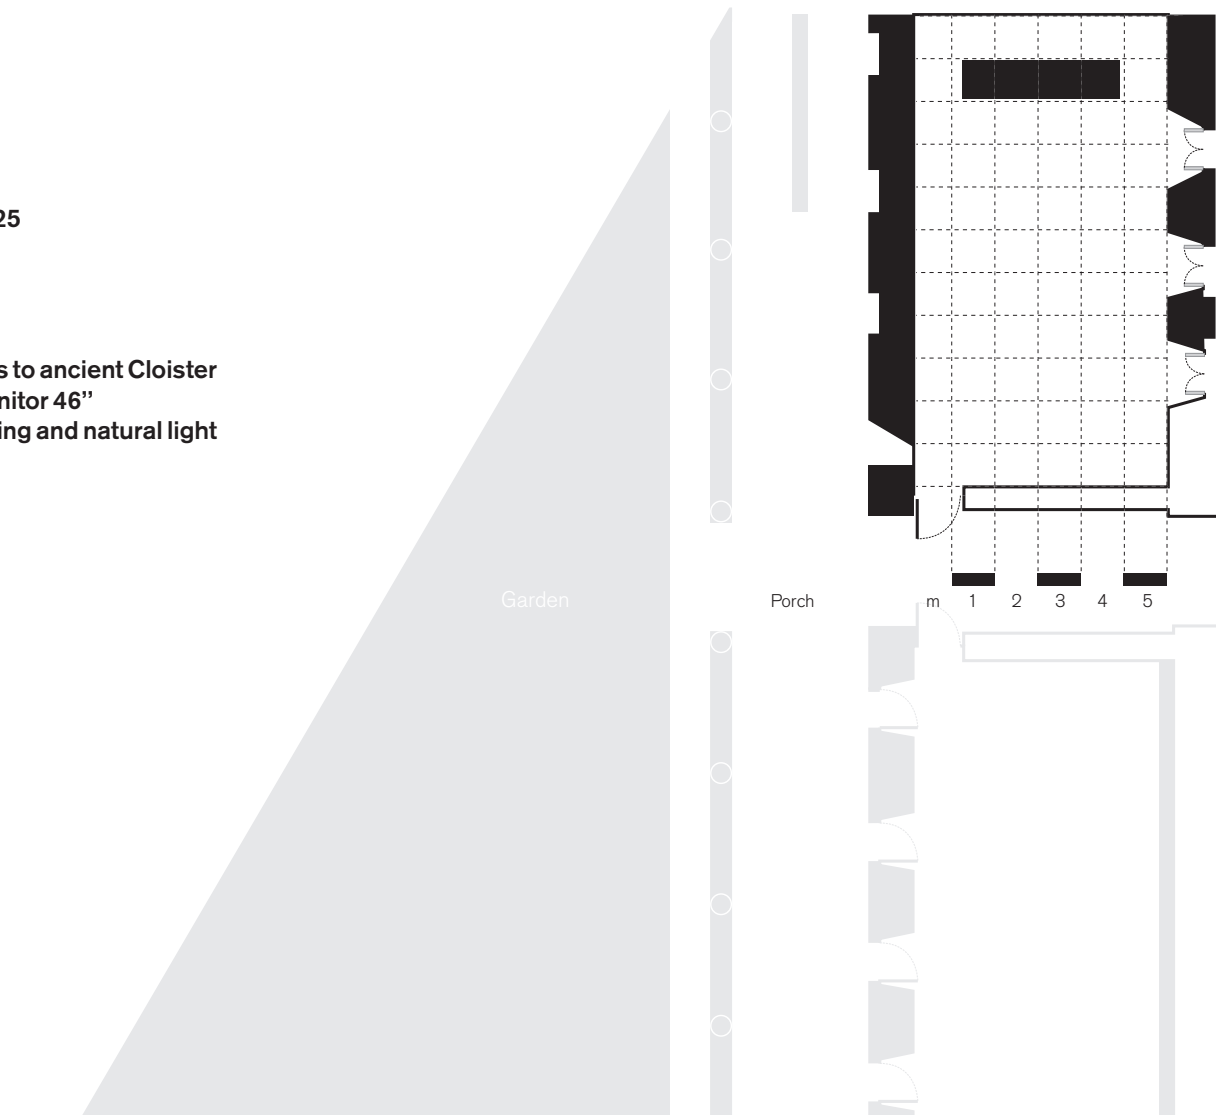 25
s to ancient Cloister
nitor 46”
ing and natural light
Garden
Porch
m 1 2 3 4 5